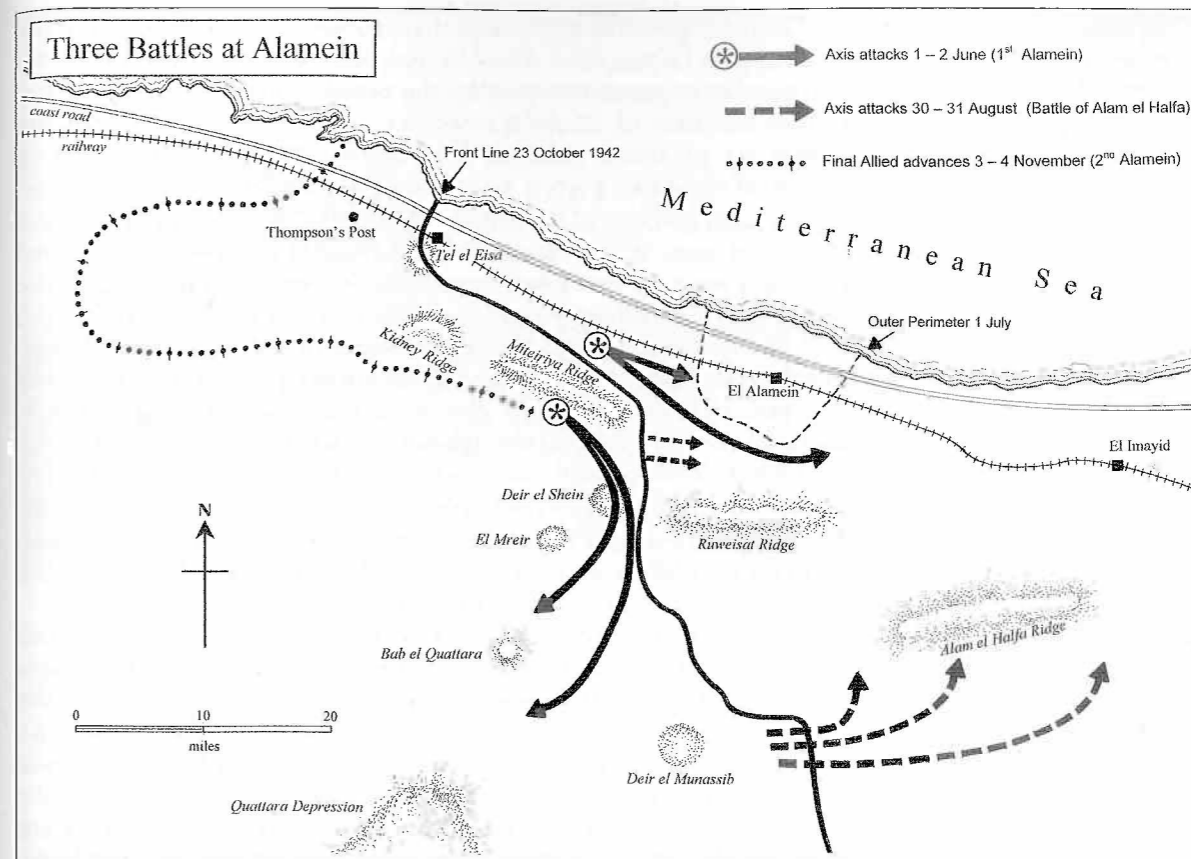 Three Battles at Alamein
Axis attacks 1 – 2 June (1st Alamein)
Axis attacks 30 – 31 August (Battle of Alam el Halfa)
Final Allied advances 3 – 4 November (2nd Alamein)
coast road
railway
Front Line 23 October 1942
Mediterranean Sea
Thompson's Post
Tel el Eisa
Outer Perimeter 1 July
Kidney Ridge
Miteiriya Ridge
El Alamein
El Imayid
Deir el Shein
El Mreir
Ruweisat Ridge
N
Alam el Halfa Ridge
Bab el Quattara
0 10 20
miles
Deir el Munassib
Quattara Depression